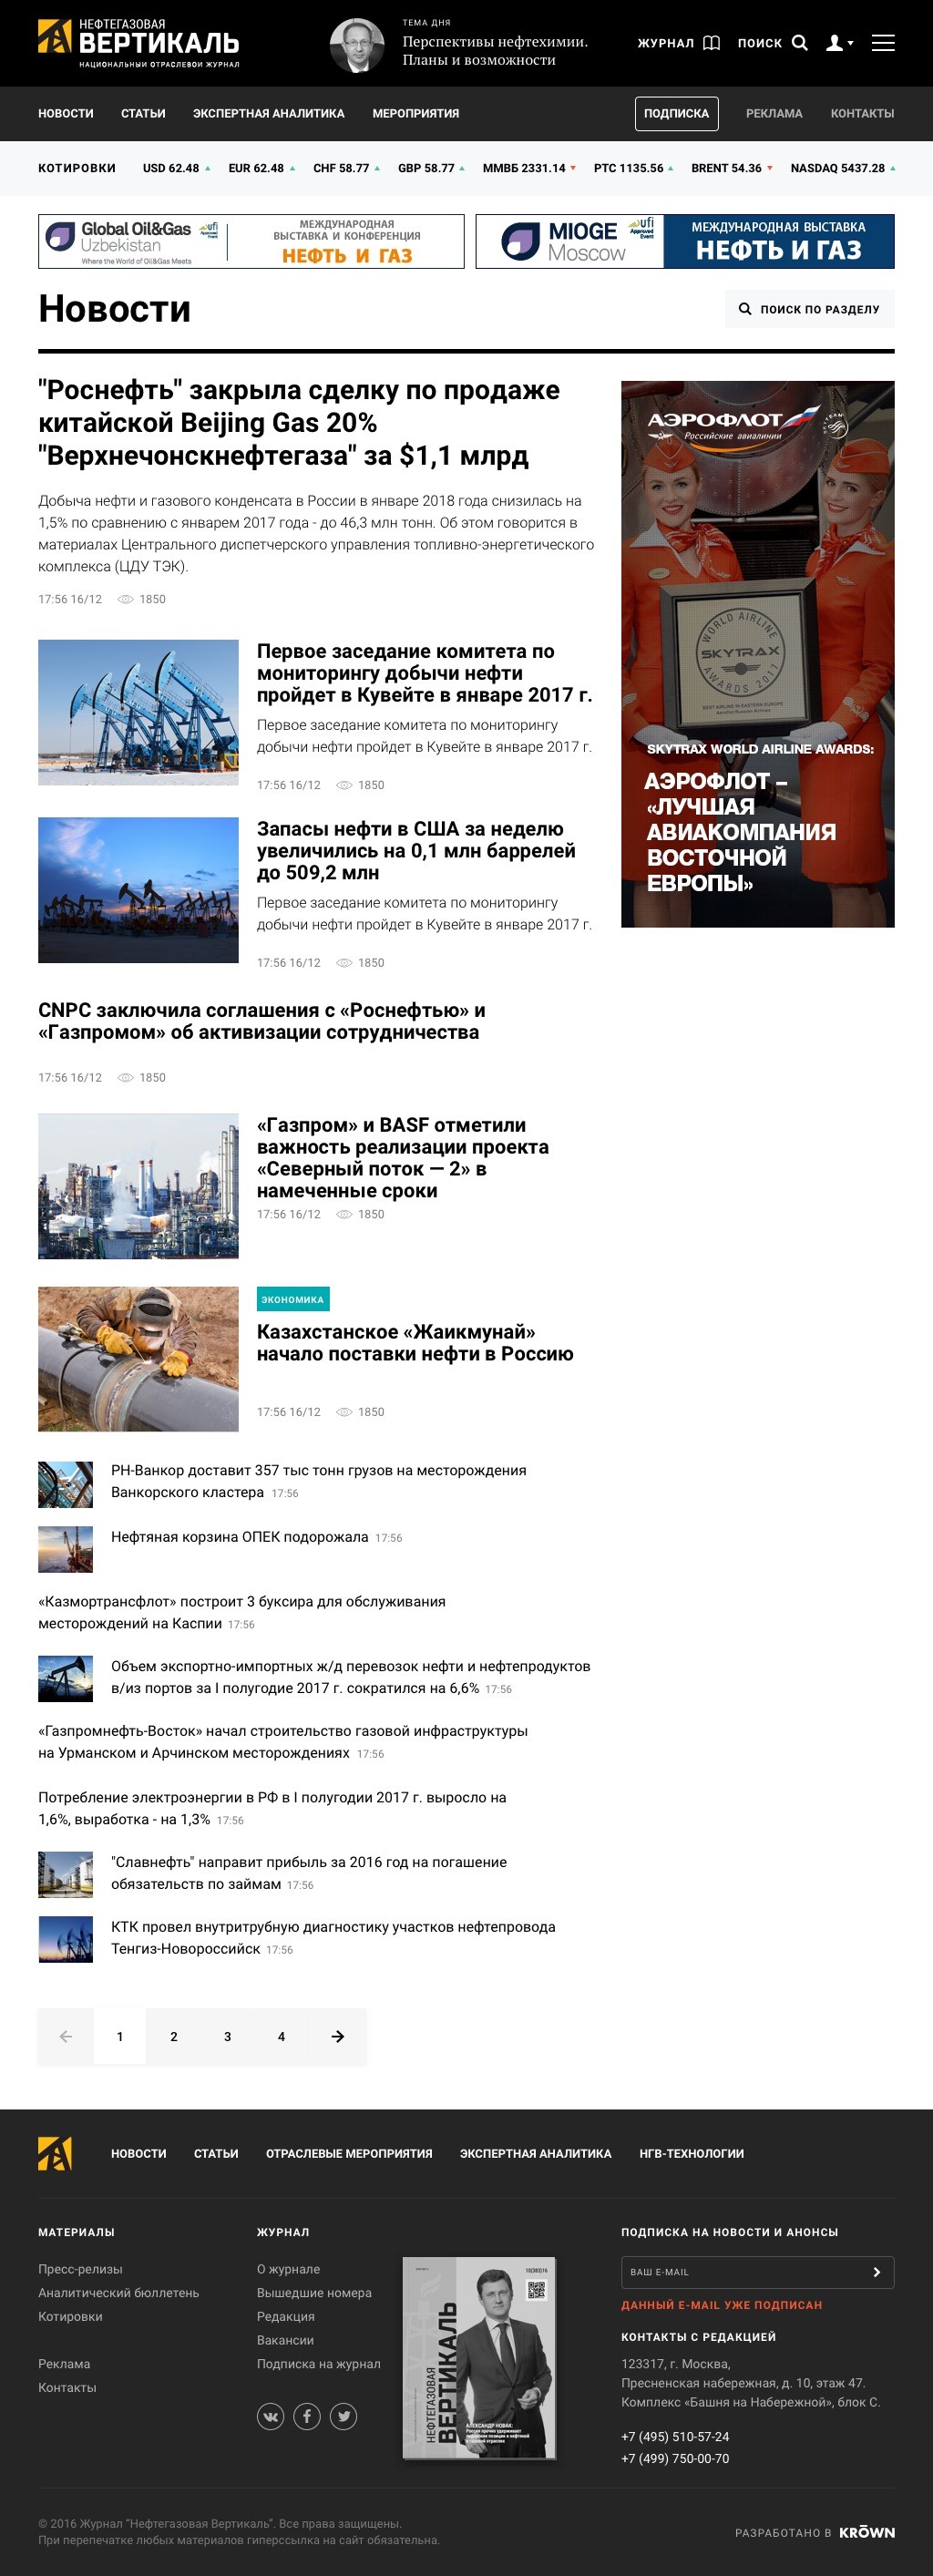 НЕФТЕГАЗОВАЯ
ВЕРТИКАЛЬ
НАЦИОНАЛЬНЫЙ ОТРАСЛЕВОЙ ЖУРНАЛ
ТЕМА ДНЯ
Перспективы нефтехимии.
Планы и возможности
ЖУРНАЛ
ПОИСК
НОВОСТИ СТАТЬИ ЭКСПЕРТНАЯ АНАЛИТИКА МЕРОПРИЯТИЯ ПОДПИСКА РЕКЛАМА КОНТАКТЫ
КОТИРОВКИ USD 62.48 EUR 62.48 CHF 58.77 GBP 58.77 ММВБ 2331.14 РТС 1135.56 BRENT 54.36 NASDAQ 5437.28
Global Oil&Gas
Uzbekistan
Where the World of Oil&Gas Meets
ufi
Approved
Event
МЕЖДУНАРОДНАЯ
ВЫСТАВКА И КОНФЕРЕНЦИЯ
НЕФТЬ И ГАЗ
MIOGE
Moscow
ufi
Approved
Event
МЕЖДУНАРОДНАЯ ВЫСТАВКА
НЕФТЬ И ГАЗ
Новости
ПОИСК ПО РАЗДЕЛУ
"Роснефть" закрыла сделку по продаже
китайской Beijing Gas 20%
"Верхнечонскнефтегаза" за $1,1 млрд
Добыча нефти и газового конденсата в России в январе 2018 года снизилась на
1,5% по сравнению с январем 2017 года - до 46,3 млн тонн. Об этом говорится в
материалах Центрального диспетчерского управления топливно-энергетического
комплекса (ЦДУ ТЭК).
17:56 16/12 1850
АЭРОФЛОТ
Российские авиалинии
WORLD AIRLINE
SKYTRAX
AWARDS 2017
BEST AIRLINE IN EASTERN EUROPE
SKYTRAX WORLD AIRLINE AWARDS:
АЭРОФЛОТ –
«ЛУЧШАЯ
АВИАКОМПАНИЯ
ВОСТОЧНОЙ
ЕВРОПЫ»
Первое заседание комитета по
мониторингу добычи нефти
пройдет в Кувейте в январе 2017 г.
Первое заседание комитета по мониторингу
добычи нефти пройдет в Кувейте в январе 2017 г.
17:56 16/12 1850
Запасы нефти в США за неделю
увеличились на 0,1 млн баррелей
до 509,2 млн
Первое заседание комитета по мониторингу
добычи нефти пройдет в Кувейте в январе 2017 г.
17:56 16/12 1850
CNPC заключила соглашения с «Роснефтью» и
«Газпромом» об активизации сотрудничества
17:56 16/12 1850
«Газпром» и BASF отметили
важность реализации проекта
«Северный поток — 2» в
намеченные сроки
17:56 16/12 1850
ЭКОНОМИКА
Казахстанское «Жаикмунай»
начало поставки нефти в Россию
17:56 16/12 1850
РН-Ванкор доставит 357 тыс тонн грузов на месторождения
Ванкорского кластера 17:56
Нефтяная корзина ОПЕК подорожала 17:56
«Казмортрансфлот» построит 3 буксира для обслуживания
месторождений на Каспии 17:56
Объем экспортно-импортных ж/д перевозок нефти и нефтепродуктов
в/из портов за I полугодие 2017 г. сократился на 6,6% 17:56
«Газпромнефть-Восток» начал строительство газовой инфраструктуры
на Урманском и Арчинском месторождениях 17:56
Потребление электроэнергии в РФ в I полугодии 2017 г. выросло на
1,6%, выработка - на 1,3% 17:56
"Славнефть" направит прибыль за 2016 год на погашение
обязательств по займам 17:56
КТК провел внутритрубную диагностику участков нефтепровода
Тенгиз-Новороссийск 17:56
1 2 3 4
НОВОСТИ СТАТЬИ ОТРАСЛЕВЫЕ МЕРОПРИЯТИЯ ЭКСПЕРТНАЯ АНАЛИТИКА НГВ-ТЕХНОЛОГИИ
МАТЕРИАЛЫ
Пресс-релизы
Аналитический бюллетень
Котировки
Реклама
Контакты
ЖУРНАЛ
О журнале
Вышедшие номера
Редакция
Вакансии
Подписка на журнал
НЕФТЕГАЗОВАЯ
ВЕРТИКАЛЬ
АЛЕКСАНДР НОВАК:
ПОДПИСКА НА НОВОСТИ И АНОНСЫ
ВАШ E-MAIL
ДАННЫЙ E-MAIL УЖЕ ПОДПИСАН
КОНТАКТЫ С РЕДАКЦИЕЙ
123317, г. Москва,
Пресненская набережная, д. 10, этаж 47.
Комплекс «Башня на Набережной», блок С.
+7 (495) 510-57-24
+7 (499) 750-00-70
© 2016 Журнал “Нефтегазовая Вертикаль”. Все права защищены.
При перепечатке любых материалов гиперссылка на сайт обязательна.
РАЗРАБОТАНО В KRŌWN